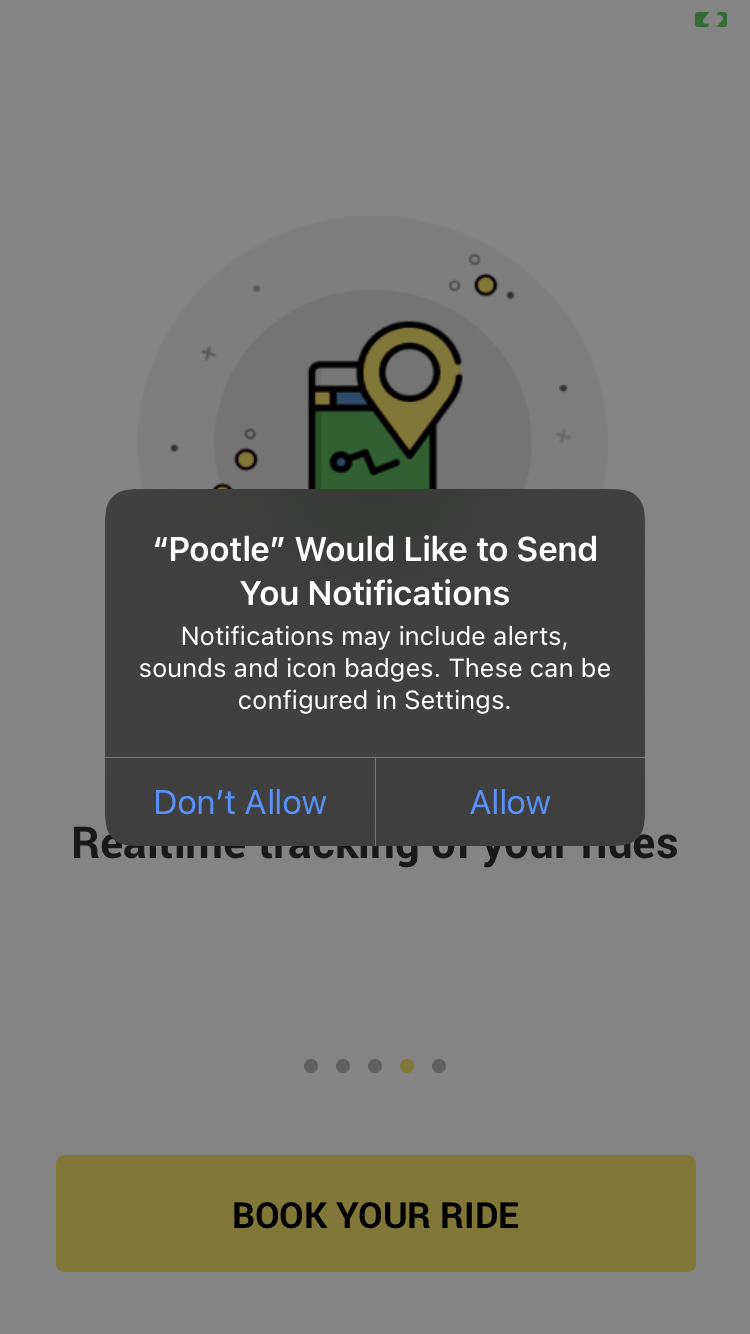 “Pootle” Would Like to Send
You Notifications
Notifications may include alerts,
sounds and icon badges. These can be
configured in Settings.
Don’t Allow
Allow
Realtime tracking of your rides
BOOK YOUR RIDE